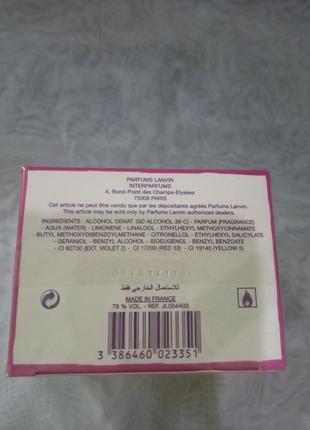 PARFUMS LANVIN
INTERPARFUMS
4, Rond-Point des Champs-Elysées
75008 PARIS
Cet article ne peut être vendu que par les dépositaires agréés Parfums Lanvin.
This article may be sold only by Parfums Lanvin authorized dealers.
INGREDIENTS : ALCOHOL DENAT. (SD ALCOHOL 39-C) - PARFUM (FRAGRANCE)
- AQUA (WATER) - LIMONENE - LINALOOL - ETHYLHEXYL METHOXYCINNAMATE
- BUTYL METHOXYDIBENZOYLMETHANE - CITRONELLOL - ETHYLHEXYL SALICYLATE
- GERANIOL - BENZYL ALCOHOL - ISOEUGENOL - BENZYL BENZOATE
- CI 60730 (EXT. VIOLET 2) - CI 17200 (RED 33) - CI 19140 (YELLOW 5)
للاستعمال الخارجي فقط
MADE IN FRANCE
78 % VOL. - REF. JL004A03
3 386460 023351